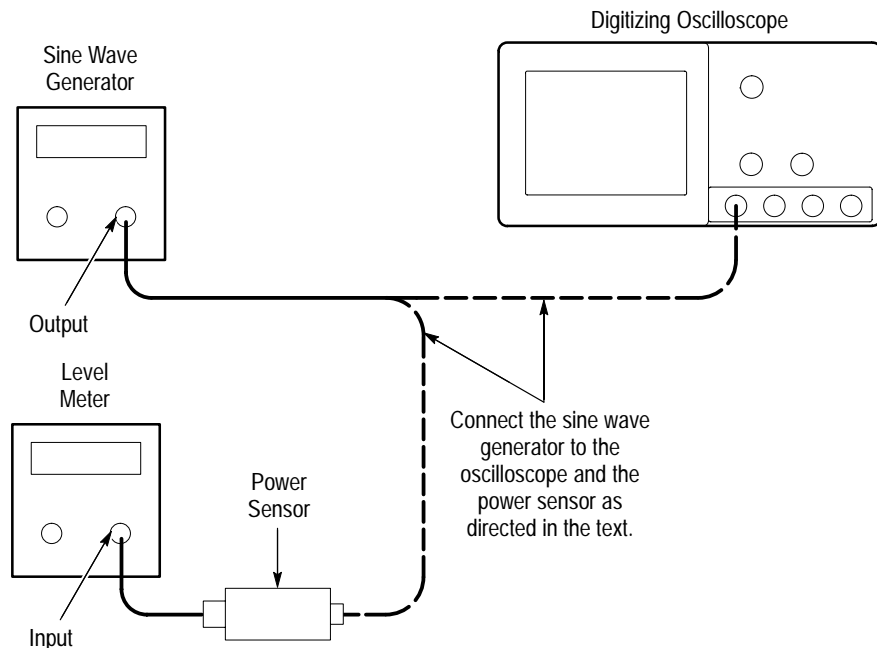 Digitizing Oscilloscope
Sine Wave
Generator
Output
Level
Meter
Connect the sine wave
generator to the
oscilloscope and the
power sensor as
directed in the text.
Power
Sensor
Input